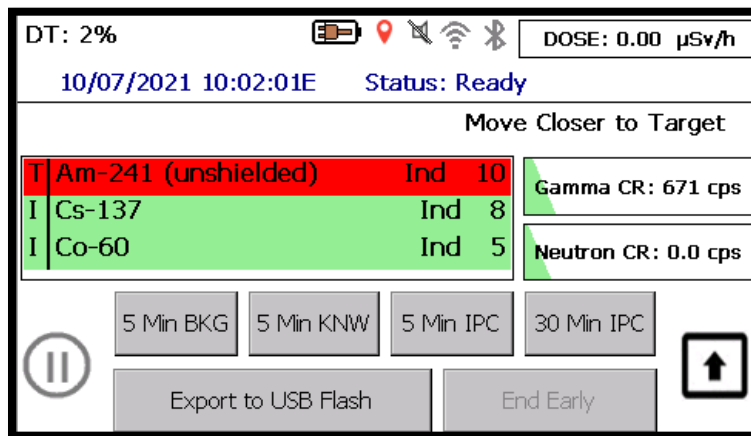 DT: 2%
DOSE: 0.00 µSv/h
10/07/2021 10:02:01E Status: Ready
Move Closer to Target
T Am-241 (unshielded) Ind 10
I Cs-137 Ind 8
I Co-60 Ind 5
Gamma CR: 671 cps
Neutron CR: 0.0 cps
5 Min BKG
5 Min KNW
5 Min IPC
30 Min IPC
Export to USB Flash
End Early